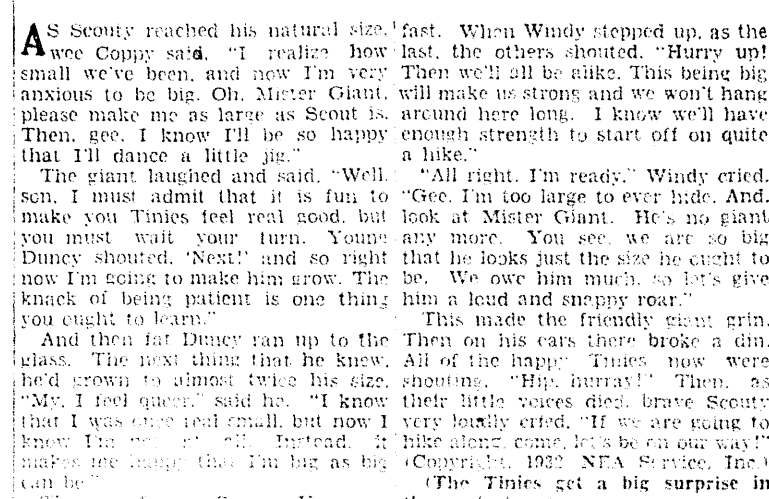 AS Scouty reached his natural size,
wee Coppy said, "I realize how
small we've been, and now I'm very
anxious to be big. Oh, Mister Giant,
please make me as large as Scout is.
Then, gee, I know I'll be so happy
that I'll dance a little jig."
The giant laughed and said, "Well,
son, I must admit that it is fun to
make you Tinies feel real good, but
you must wait your turn. Young
Duncy shouted, 'Next!' and so right
now I'm going to make him grow. The
knack of being patient is one thing
you ought to learn."
And then fat Duncy ran up to the
glass. The next thing that he knew,
he'd grown to almost twice his size.
"My, I feel queer," said he. "I know
that I was once real small, but now I
know I'm not at all. Instead, it
makes me happy that I'm big as big
can be."
fast. When Windy stepped up, as the
last, the others shouted, "Hurry up!
Then we'll all be alike. This being big
will make us strong and we won't hang
around here long. I know we'll have
enough strength to start off on quite
a hike."
"All right, I'm ready," Windy cried.
"Gee, I'm too large to ever hide. And,
look at Mister Giant. He's no giant
any more. You see, we are so big
that he looks just the size he ought to
be. We owe him much, so let's give
him a loud and snappy roar."
This made the friendly giant grin.
Then on his ears there broke a din.
All of the happy Tinies now were
shouting, "Hip, hurray!" Then, as
their little voices died, brave Scouty
very loudly cried, "If we are going to
hike along, come, let's be on our way!"
(Copyright, 1932 NEA Service, Inc.)
(The Tinies get a big surprise in